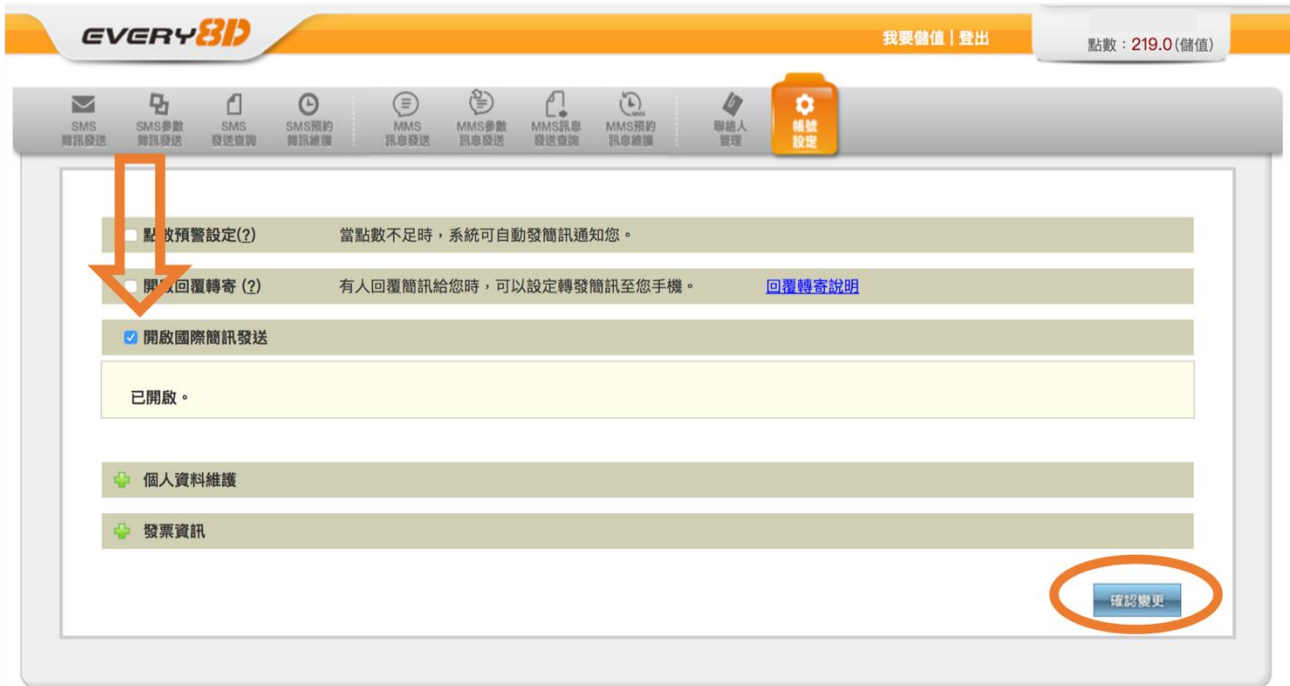 EVERY8D
我要儲值 | 登出
點數：219.0(儲值)
SMS
簡訊發送
SMS參數
簡訊發送
SMS
發送查詢
SMS預約
簡訊維護
MMS
訊息發送
MMS參數
訊息發送
MMS訊息
發送查詢
MMS預約
訊息維護
聯絡人
管理
帳號
設定
點數預警設定(?) 當點數不足時，系統可自動發簡訊通知您。
開啟回覆轉寄 (?) 有人回覆簡訊給您時，可以設定轉發簡訊至您手機。 回覆轉寄說明
開啟國際簡訊發送
已開啟。
個人資料維護
發票資訊
確認變更